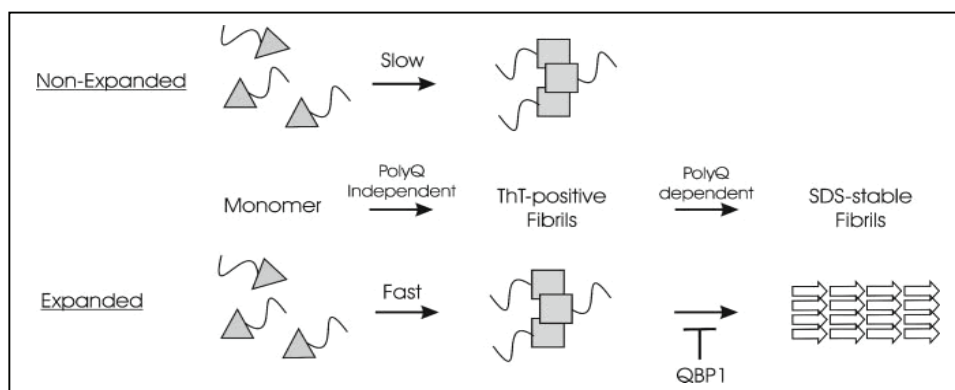 Non-Expanded
Slow
Monomer
PolyQ
Independent
ThT-positive
Fibrils
PolyQ
dependent
SDS-stable
Fibrils
Expanded
Fast
QBP1